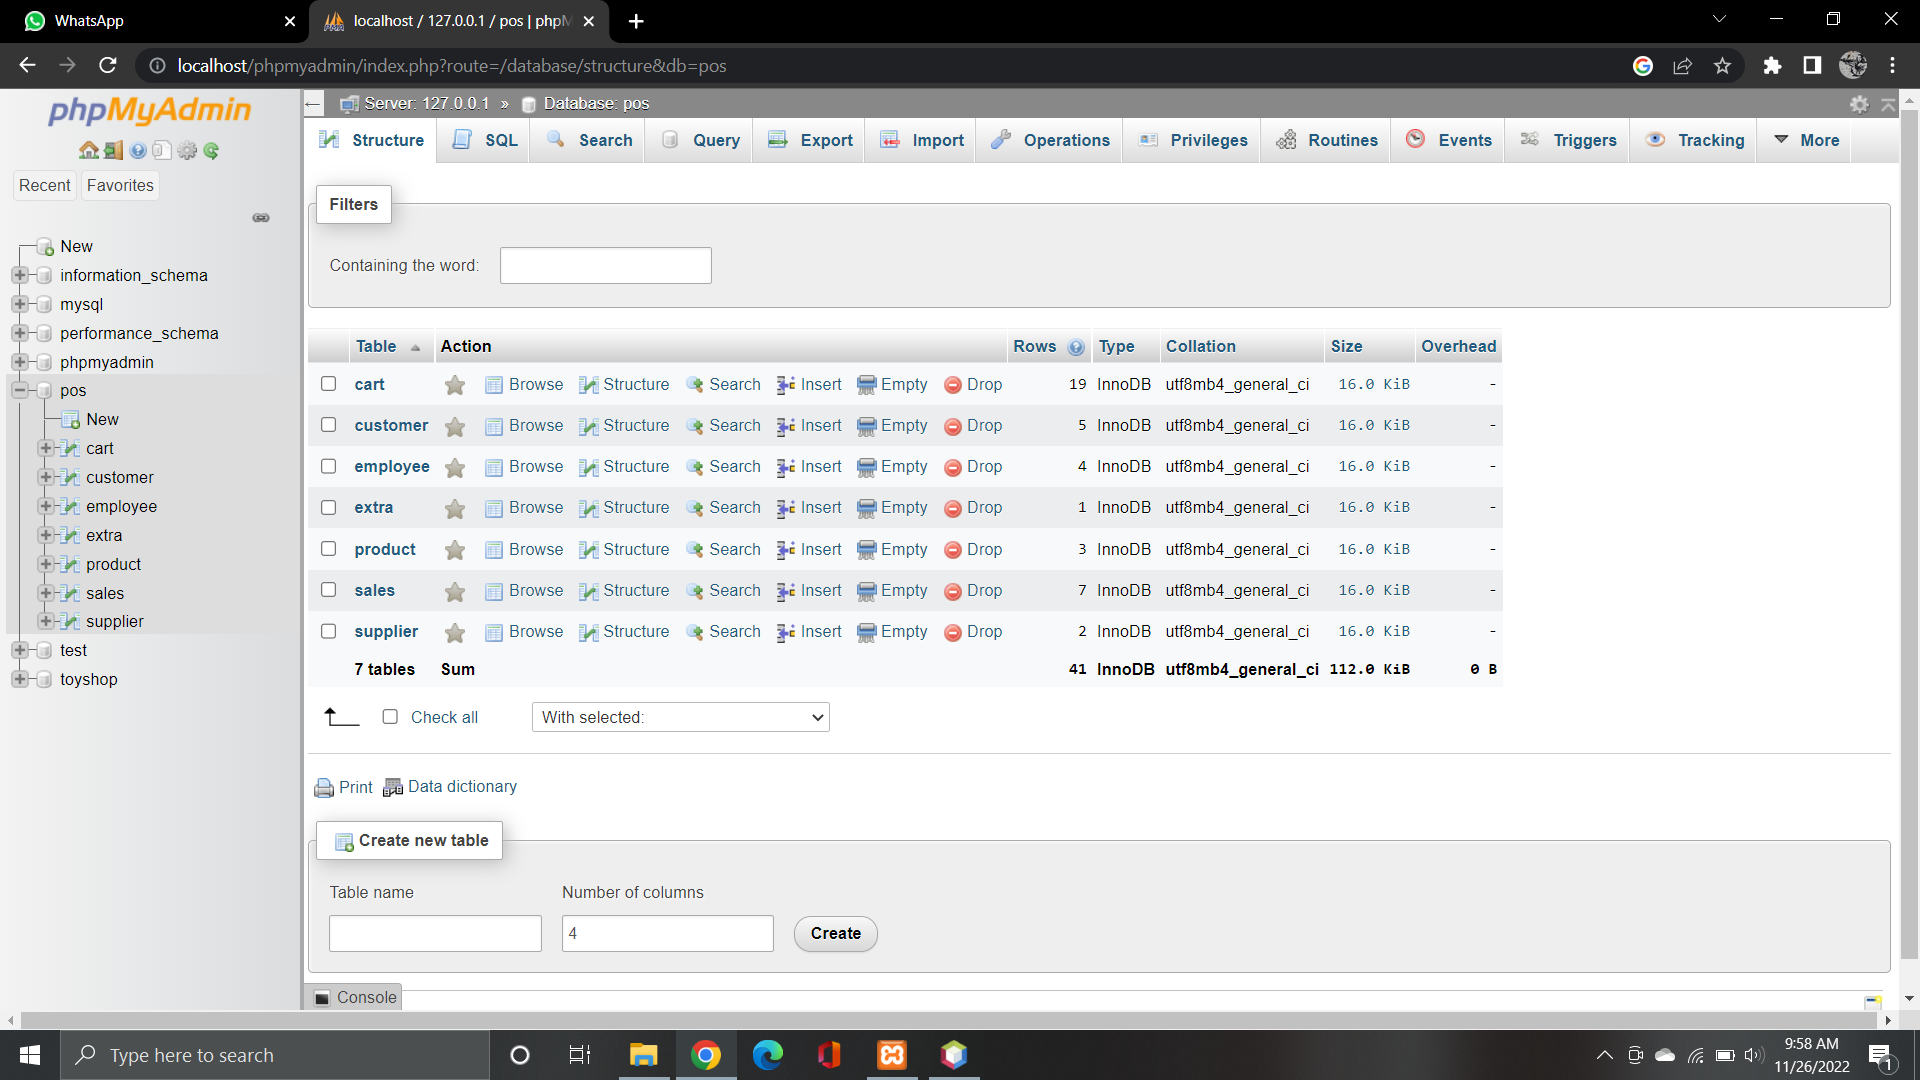 WhatsApp
localhost / 127.0.0.1 / pos | phpM
localhost/phpmyadmin/index.php?route=/database/structure&db=pos
phpMyAdmin
Recent Favorites
New
information_schema
mysql
performance_schema
phpmyadmin
pos
New
cart
customer
employee
extra
product
sales
supplier
test
toyshop
Server: 127.0.0.1 » Database: pos
Structure SQL Search Query Export Import Operations Privileges Routines Events Triggers Tracking More
Filters
Containing the word:
Table Action Rows Type Collation Size Overhead
cart Browse Structure Search Insert Empty Drop 19 InnoDB utf8mb4_general_ci 16.0 KiB -
customer Browse Structure Search Insert Empty Drop 5 InnoDB utf8mb4_general_ci 16.0 KiB -
employee Browse Structure Search Insert Empty Drop 4 InnoDB utf8mb4_general_ci 16.0 KiB -
extra Browse Structure Search Insert Empty Drop 1 InnoDB utf8mb4_general_ci 16.0 KiB -
product Browse Structure Search Insert Empty Drop 3 InnoDB utf8mb4_general_ci 16.0 KiB -
sales Browse Structure Search Insert Empty Drop 7 InnoDB utf8mb4_general_ci 16.0 KiB -
supplier Browse Structure Search Insert Empty Drop 2 InnoDB utf8mb4_general_ci 16.0 KiB -
7 tables Sum 41 InnoDB utf8mb4_general_ci 112.0 KiB 0 B
Check all With selected:
Print Data dictionary
Create new table
Table name Number of columns
4 Create
Console
Type here to search
9:58 AM
11/26/2022
1